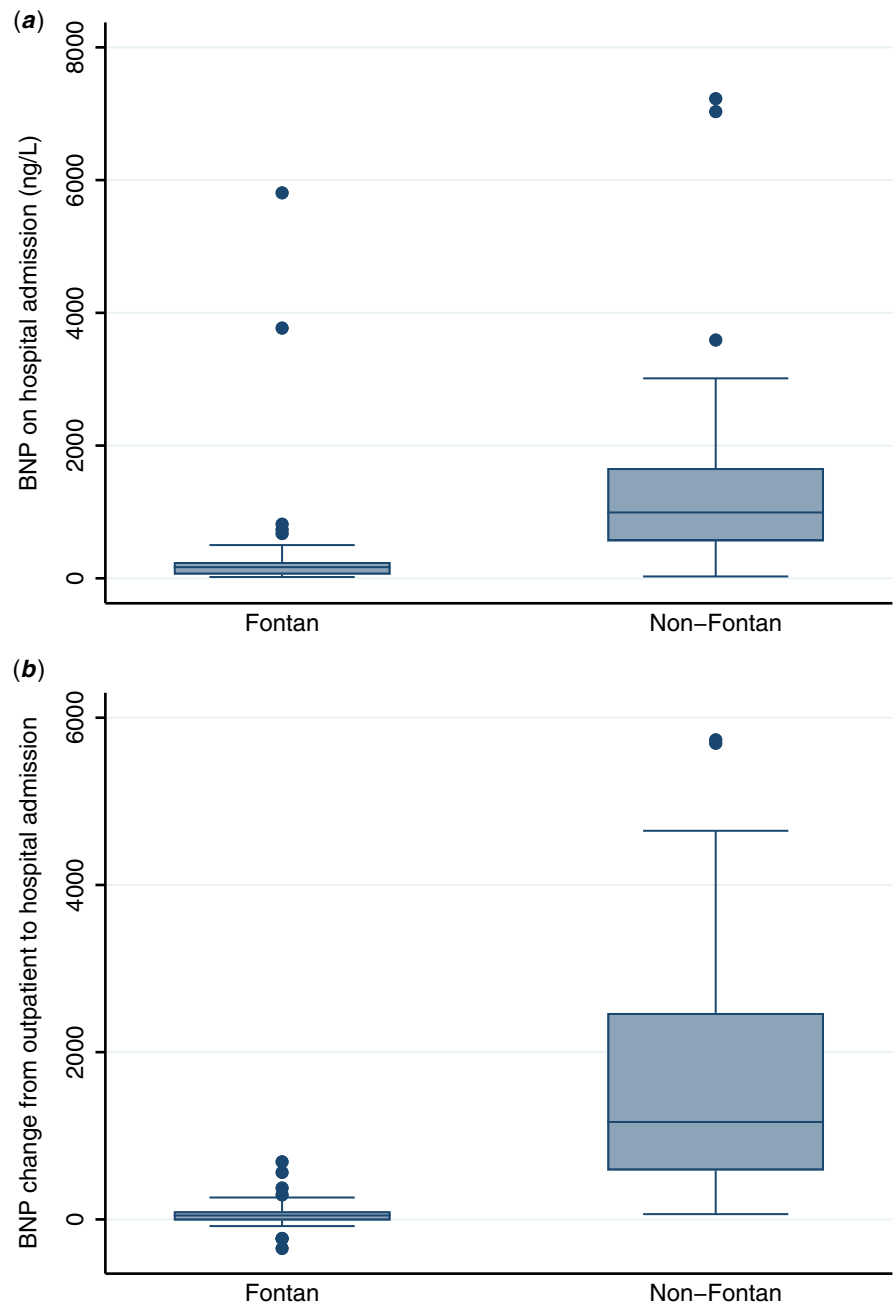 (a)
BNP on hospital admission (ng/L)
8000
6000
4000
2000
0
Fontan Non−Fontan
(b)
BNP change from outpatient to hospital admission
6000
4000
2000
0
Fontan Non−Fontan